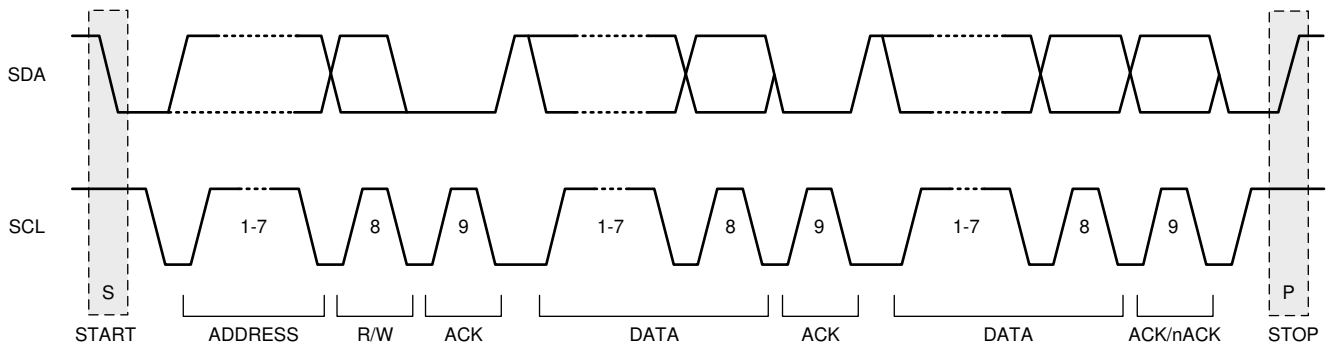 SDA
SCL
1-7 8 9 1-7 8 9 1-7 8 9
S P
START ADDRESS R/W ACK DATA ACK DATA ACK/nACK STOP